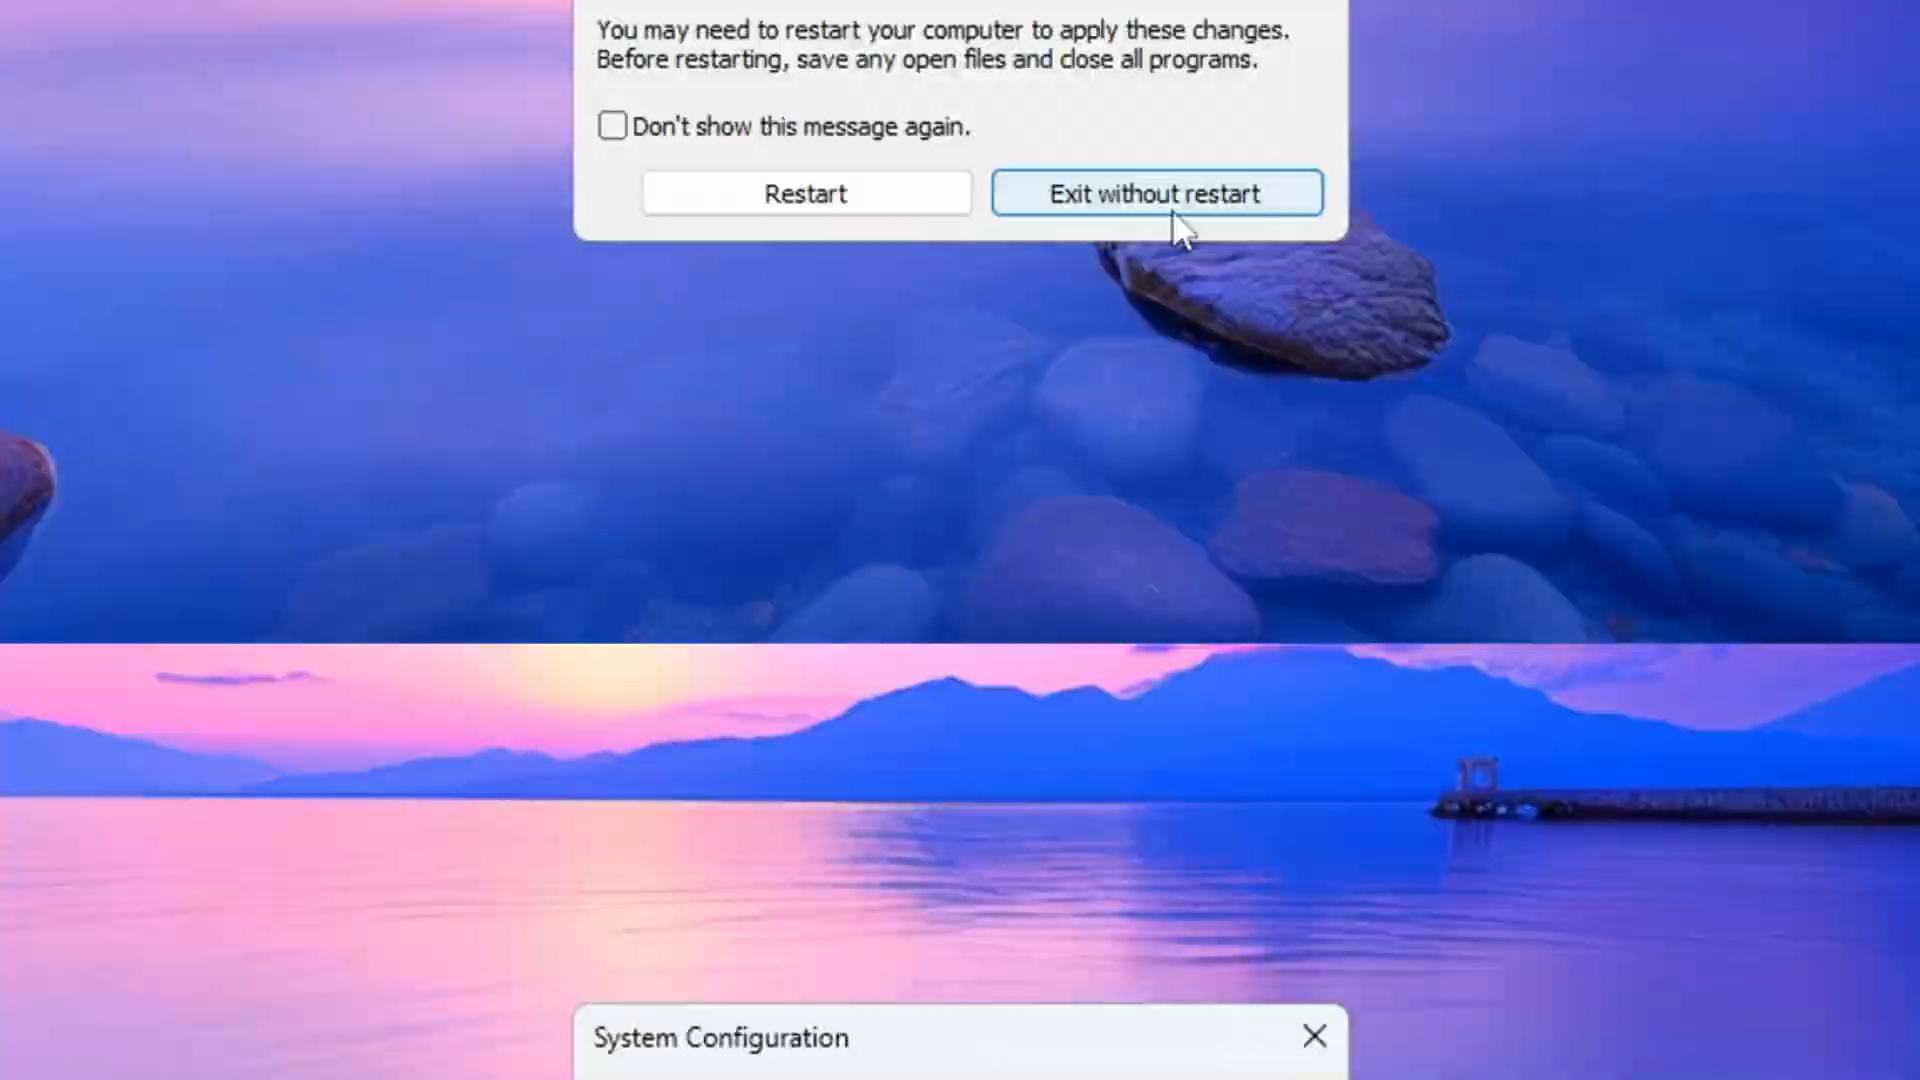 You may need to restart your computer to apply these changes.
Before restarting, save any open files and close all programs.
Don't show this message again.
Restart
Exit without restart
System Configuration